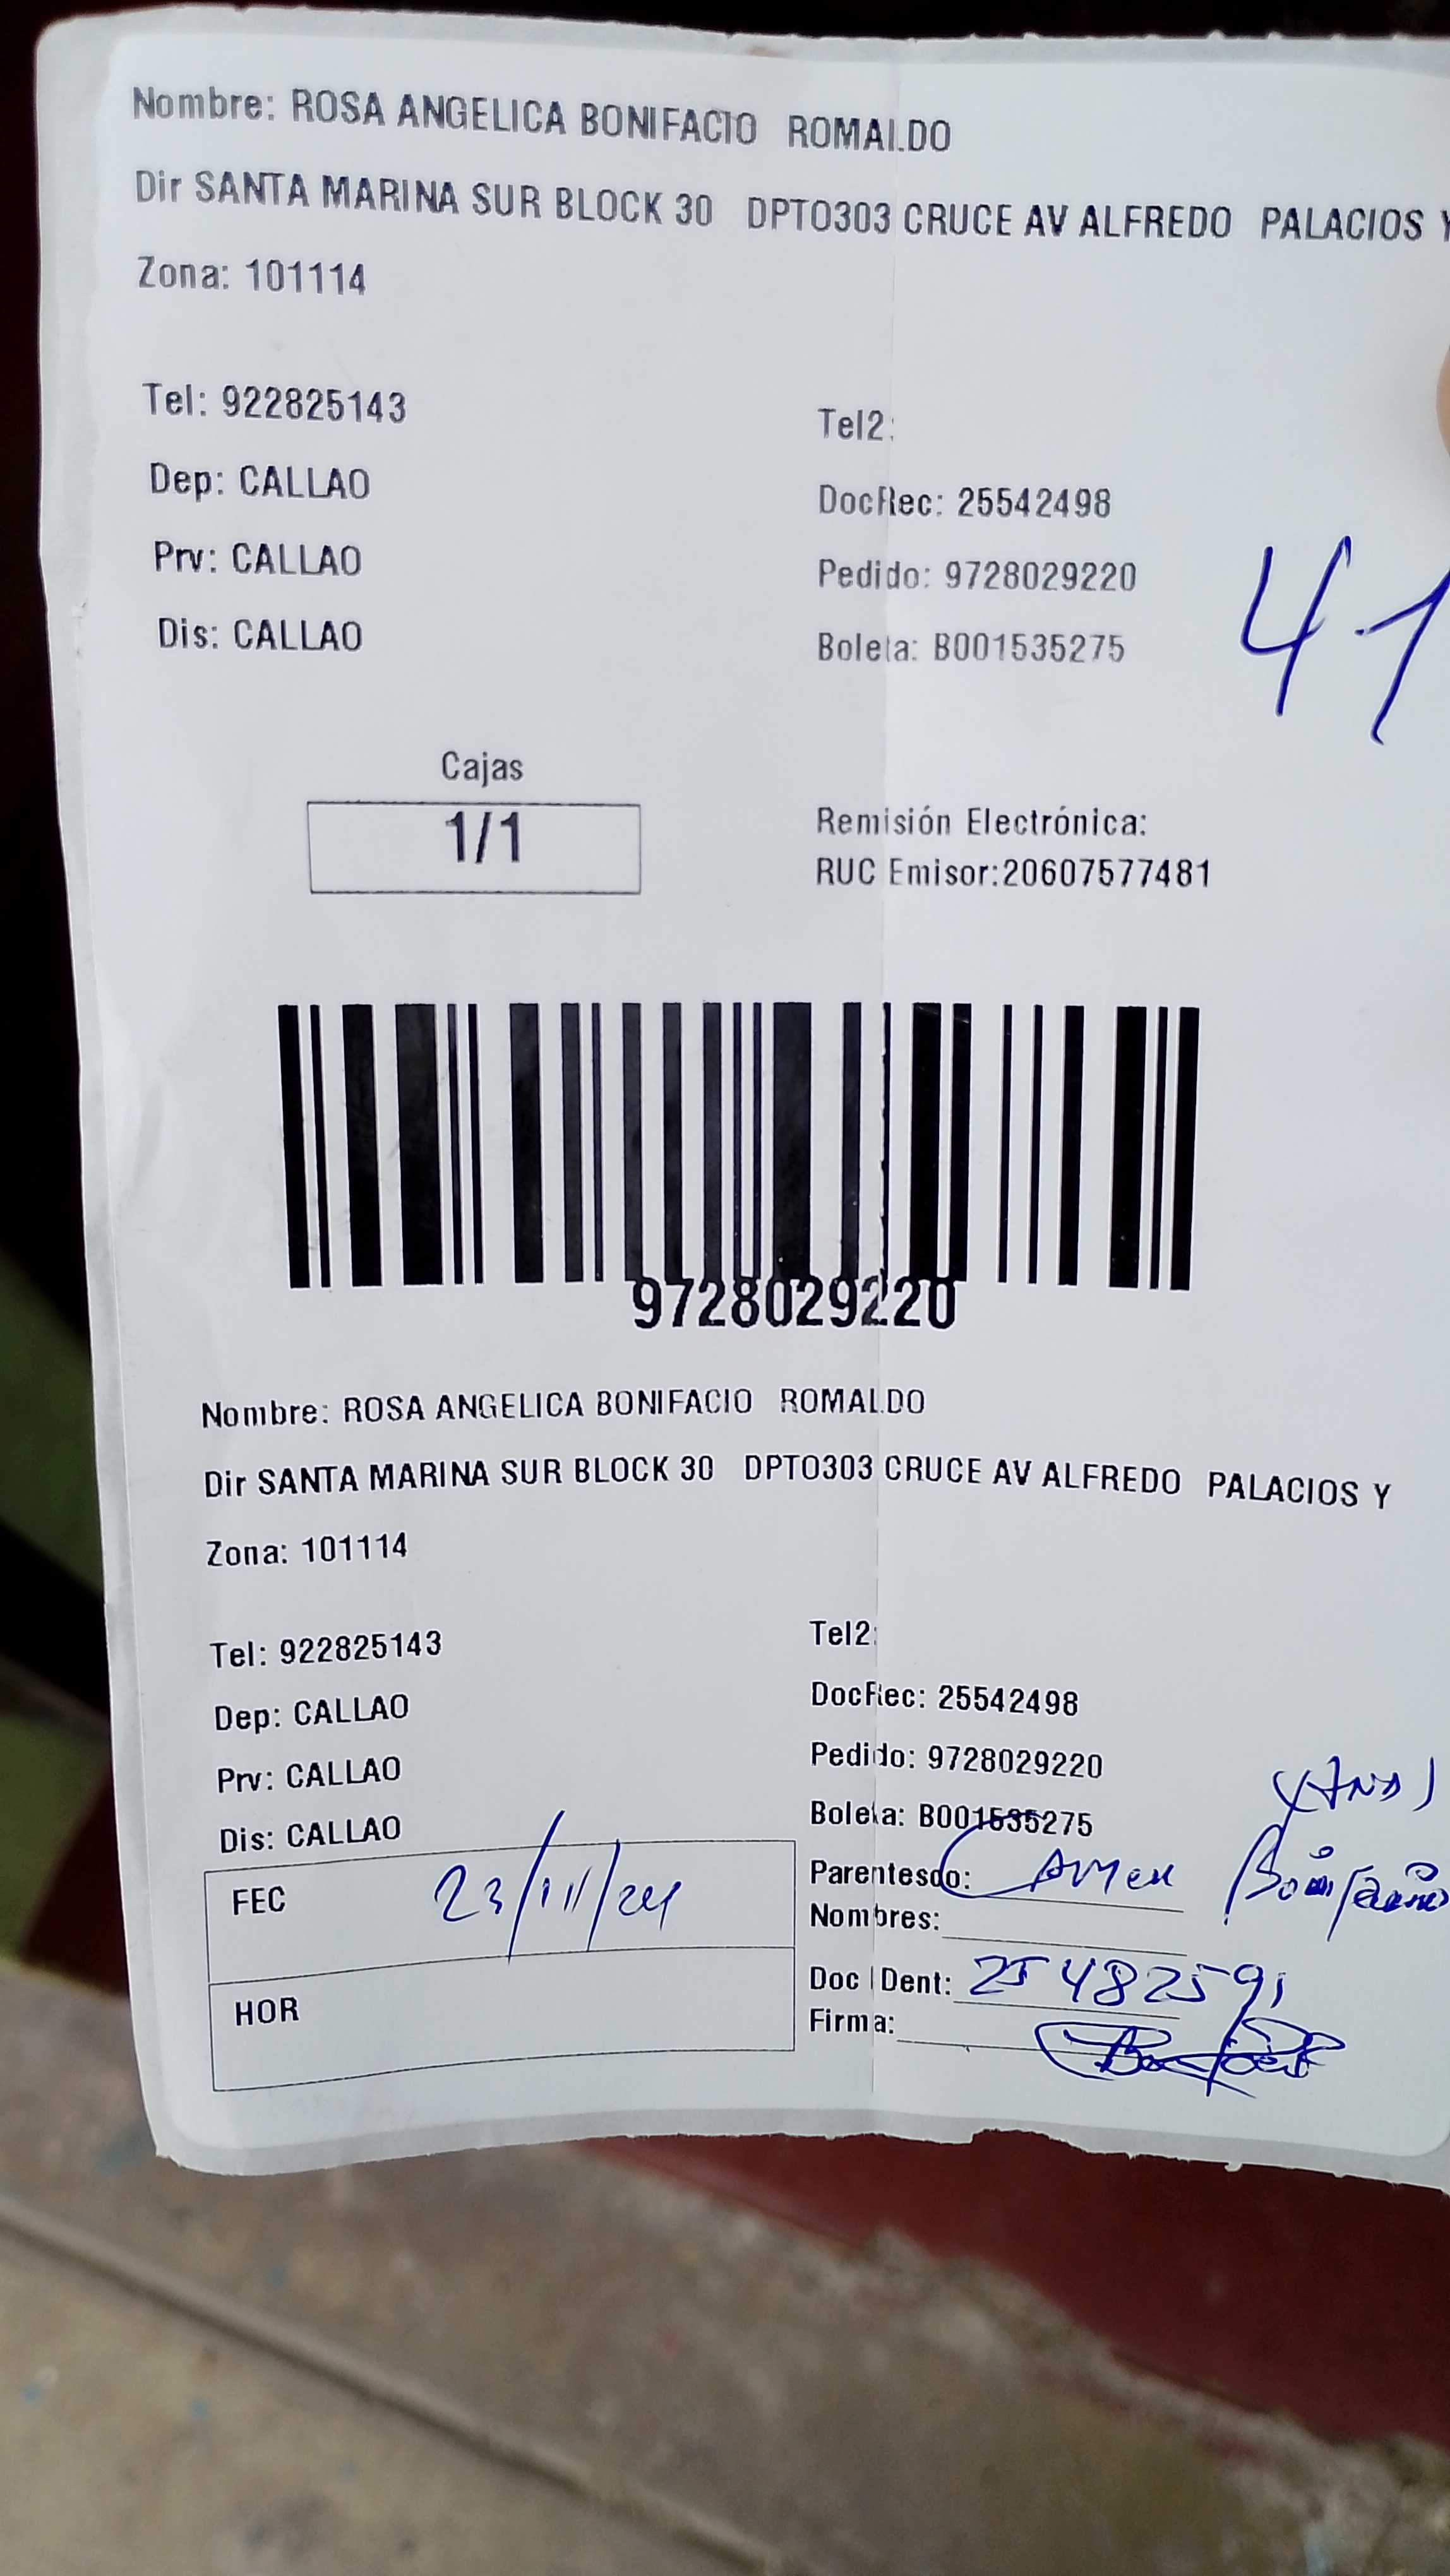 Nombre: ROSA ANGELICA BONIFACIO ROMALDO
Dir SANTA MARINA SUR BLOCK 30 DPTO303 CRUCE AV ALFREDO PALACIOS Y
Zona: 101114
Tel: 922825143
Tel2:
Dep: CALLAO
DocRec: 25542498
Prv: CALLAO
Pedido: 9728029220
Dis: CALLAO
Boleta: B001535275
41
Cajas
1/1
Remisión Electrónica:
RUC Emisor:20607577481
9728029220
Nombre: ROSA ANGELICA BONIFACIO ROMALDO
Dir SANTA MARINA SUR BLOCK 30 DPTO303 CRUCE AV ALFREDO PALACIOS Y
Zona: 101114
Tel: 922825143
Tel2:
Dep: CALLAO
DocRec: 25542498
Prv: CALLAO
Pedido: 9728029220
Dis: CALLAO
Boleta: B001535275
FEC 23/111/24
Parentesco: Carmen Bonifacio
Nombres:
HOR
Doc Dent: 25482591
Firma: